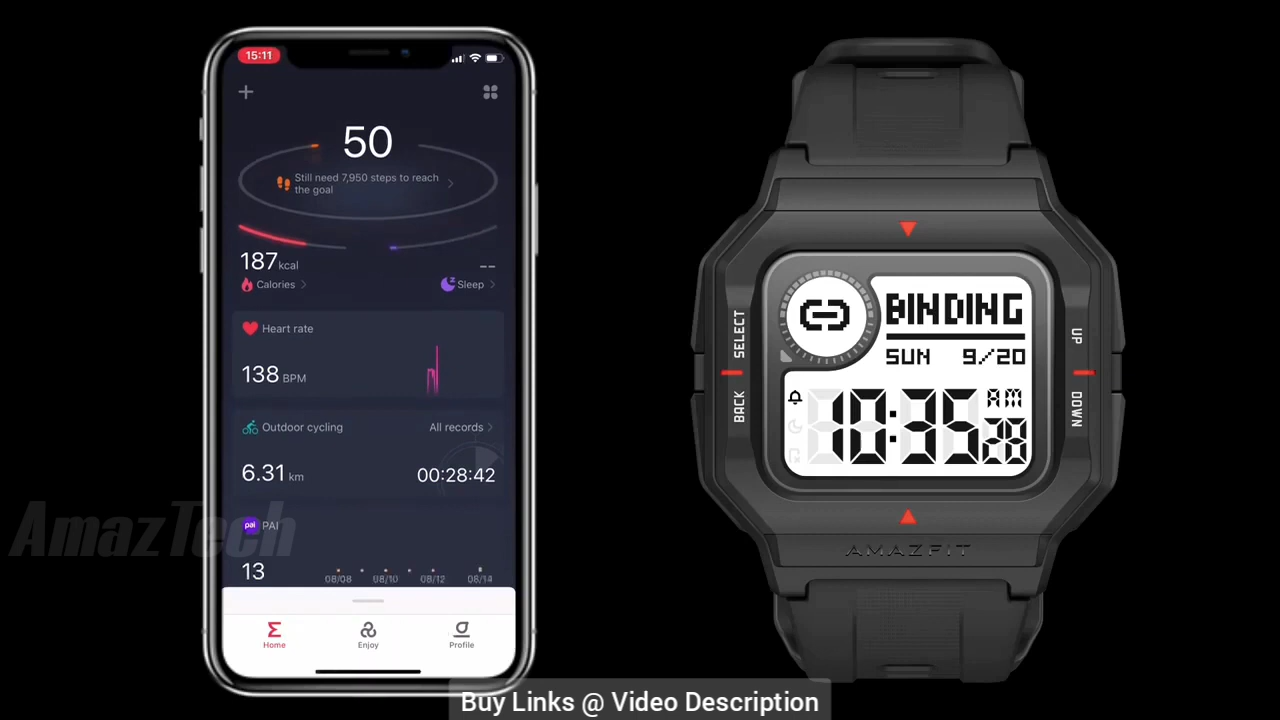 15:11
50
Still need 7,950 steps to reach
the goal
187 kcal
--
Calories
Sleep
Heart rate
138 BPM
Outdoor cycling
All records
6.31 km
00:28:42
pai PAI
13
08/08 08/10 08/12 08/14
Home
Enjoy
Profile
AmazTech
SELECT
BACK
UP
DOWN
BINDING
SUN 9/20
10:35 AM
28
AMAZFIT
Buy Links @ Video Description